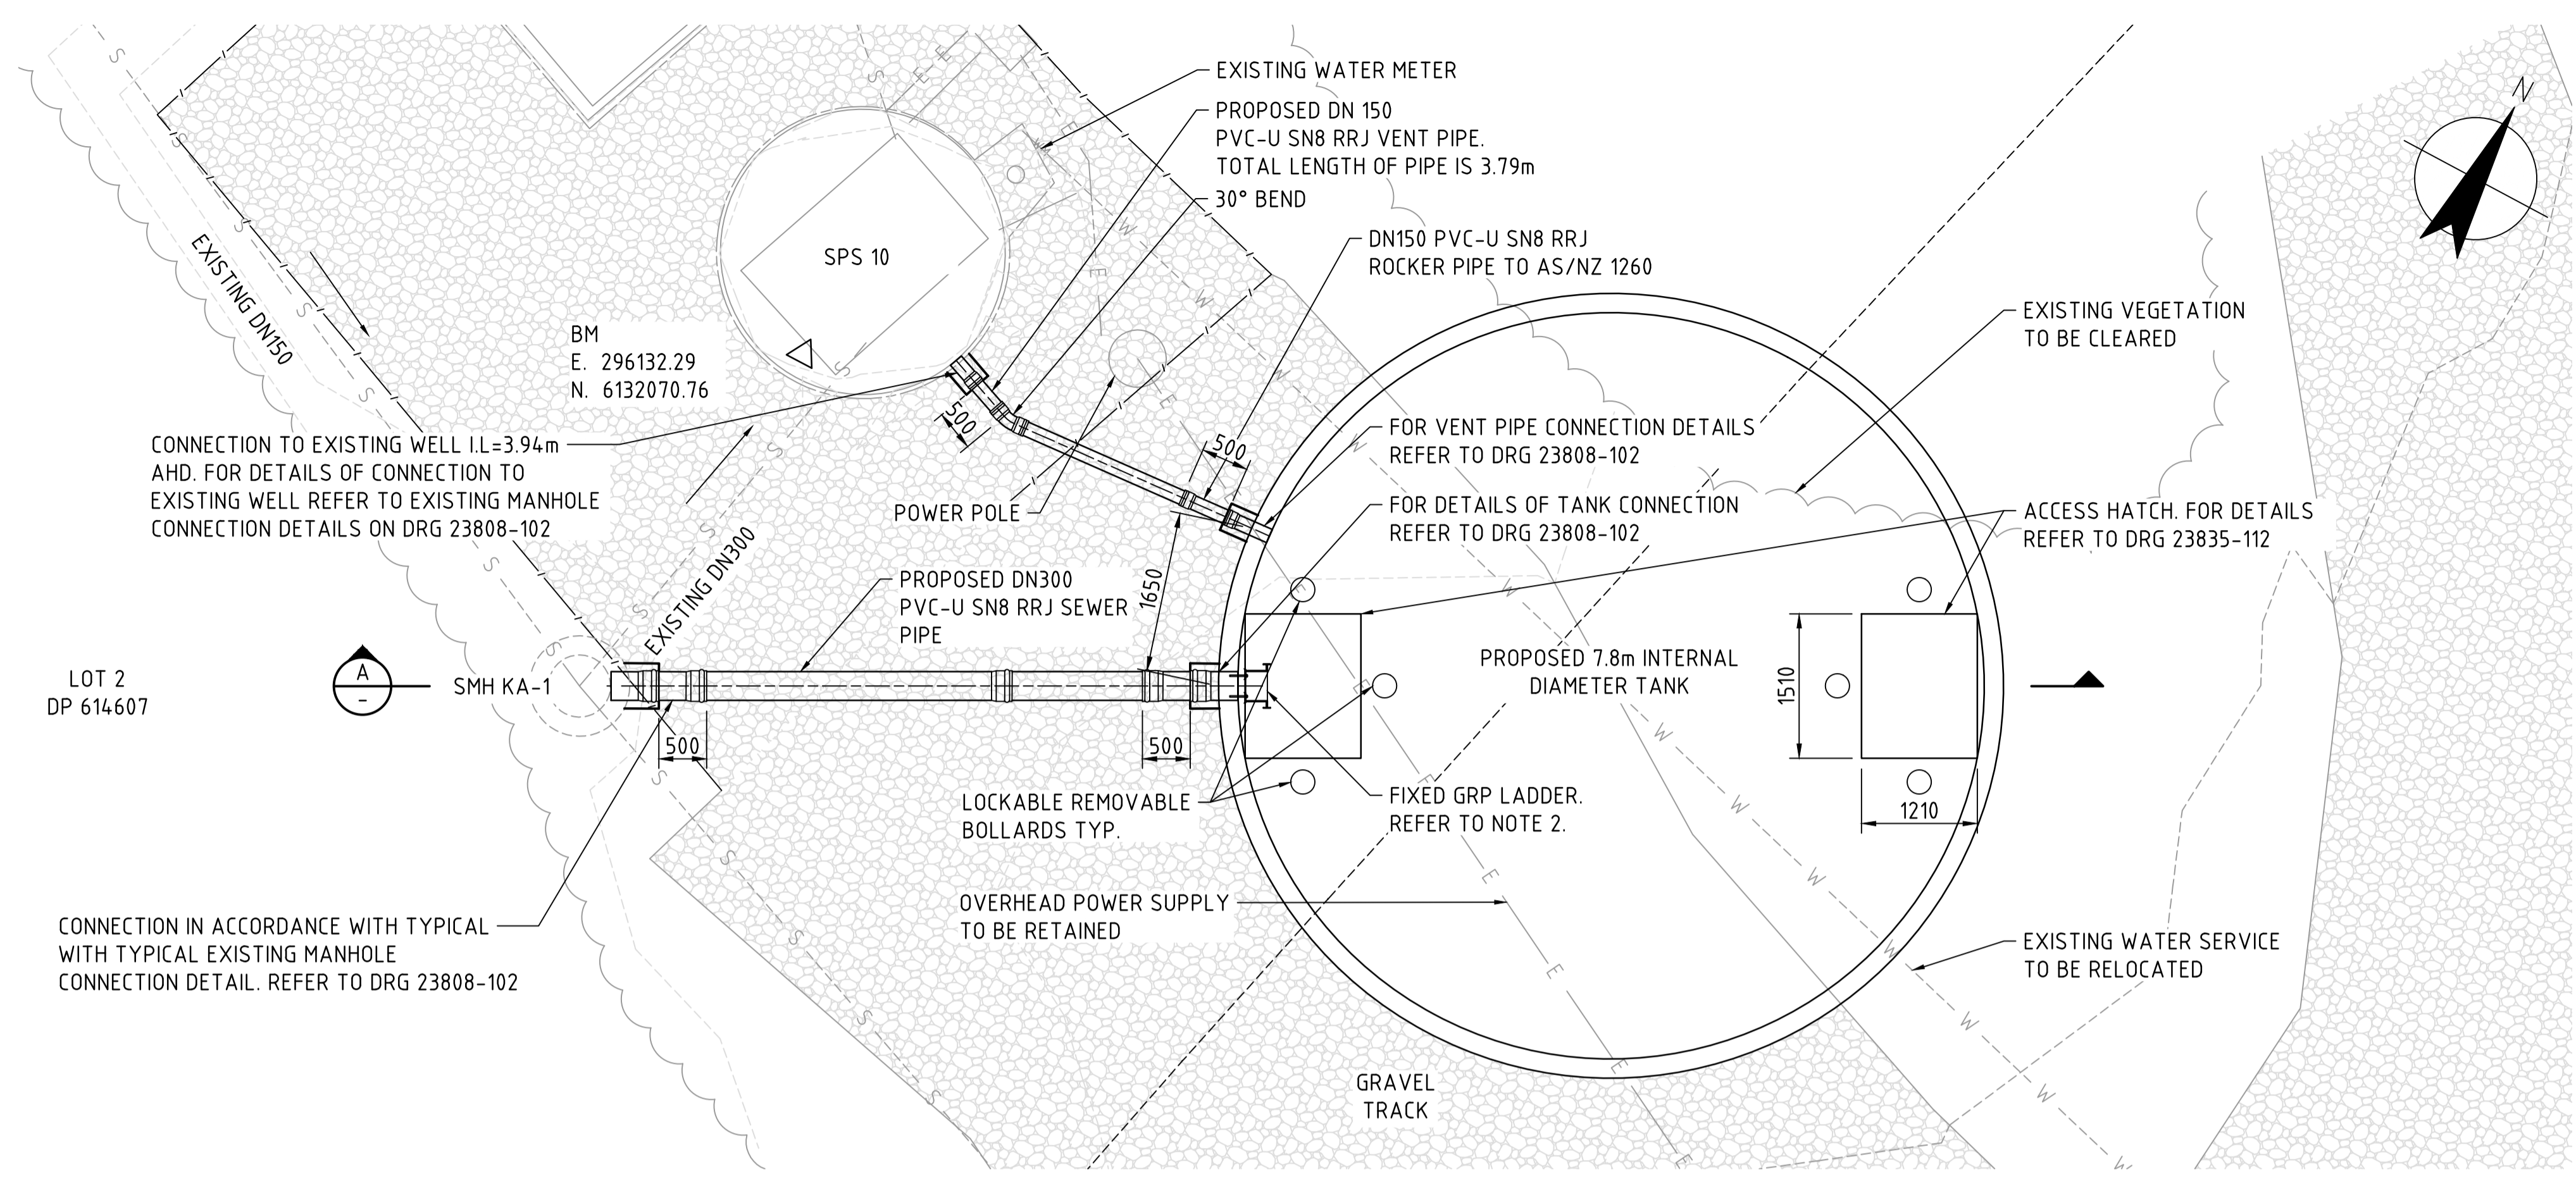 EXISTING WATER METER
PROPOSED DN 150
PVC-U SN8 RRJ VENT PIPE.
TOTAL LENGTH OF PIPE IS 3.79m
30° BEND
N
DN150 PVC-U SN8 RRJ
ROCKER PIPE TO AS/NZ 1260
SPS 10
EXISTING DN150
BM
E. 296132.29
N. 6132070.76
EXISTING VEGETATION
TO BE CLEARED
CONNECTION TO EXISTING WELL I.L=3.94m
AHD. FOR DETAILS OF CONNECTION TO
EXISTING WELL REFER TO EXISTING MANHOLE
CONNECTION DETAILS ON DRG 23808-102
500
500
FOR VENT PIPE CONNECTION DETAILS
REFER TO DRG 23808-102
POWER POLE
FOR DETAILS OF TANK CONNECTION
REFER TO DRG 23808-102
ACCESS HATCH. FOR DETAILS
REFER TO DRG 23835-112
EXISTING DN300
PROPOSED DN300
PVC-U SN8 RRJ SEWER
PIPE
1650
LOT 2
DP 614607
A
-
SMH KA-1
PROPOSED 7.8m INTERNAL
DIAMETER TANK
1510
500
500
1210
LOCKABLE REMOVABLE
BOLLARDS TYP.
FIXED GRP LADDER.
REFER TO NOTE 2.
OVERHEAD POWER SUPPLY
TO BE RETAINED
CONNECTION IN ACCORDANCE WITH TYPICAL
WITH TYPICAL EXISTING MANHOLE
CONNECTION DETAIL. REFER TO DRG 23808-102
EXISTING WATER SERVICE
TO BE RELOCATED
GRAVEL
TRACK